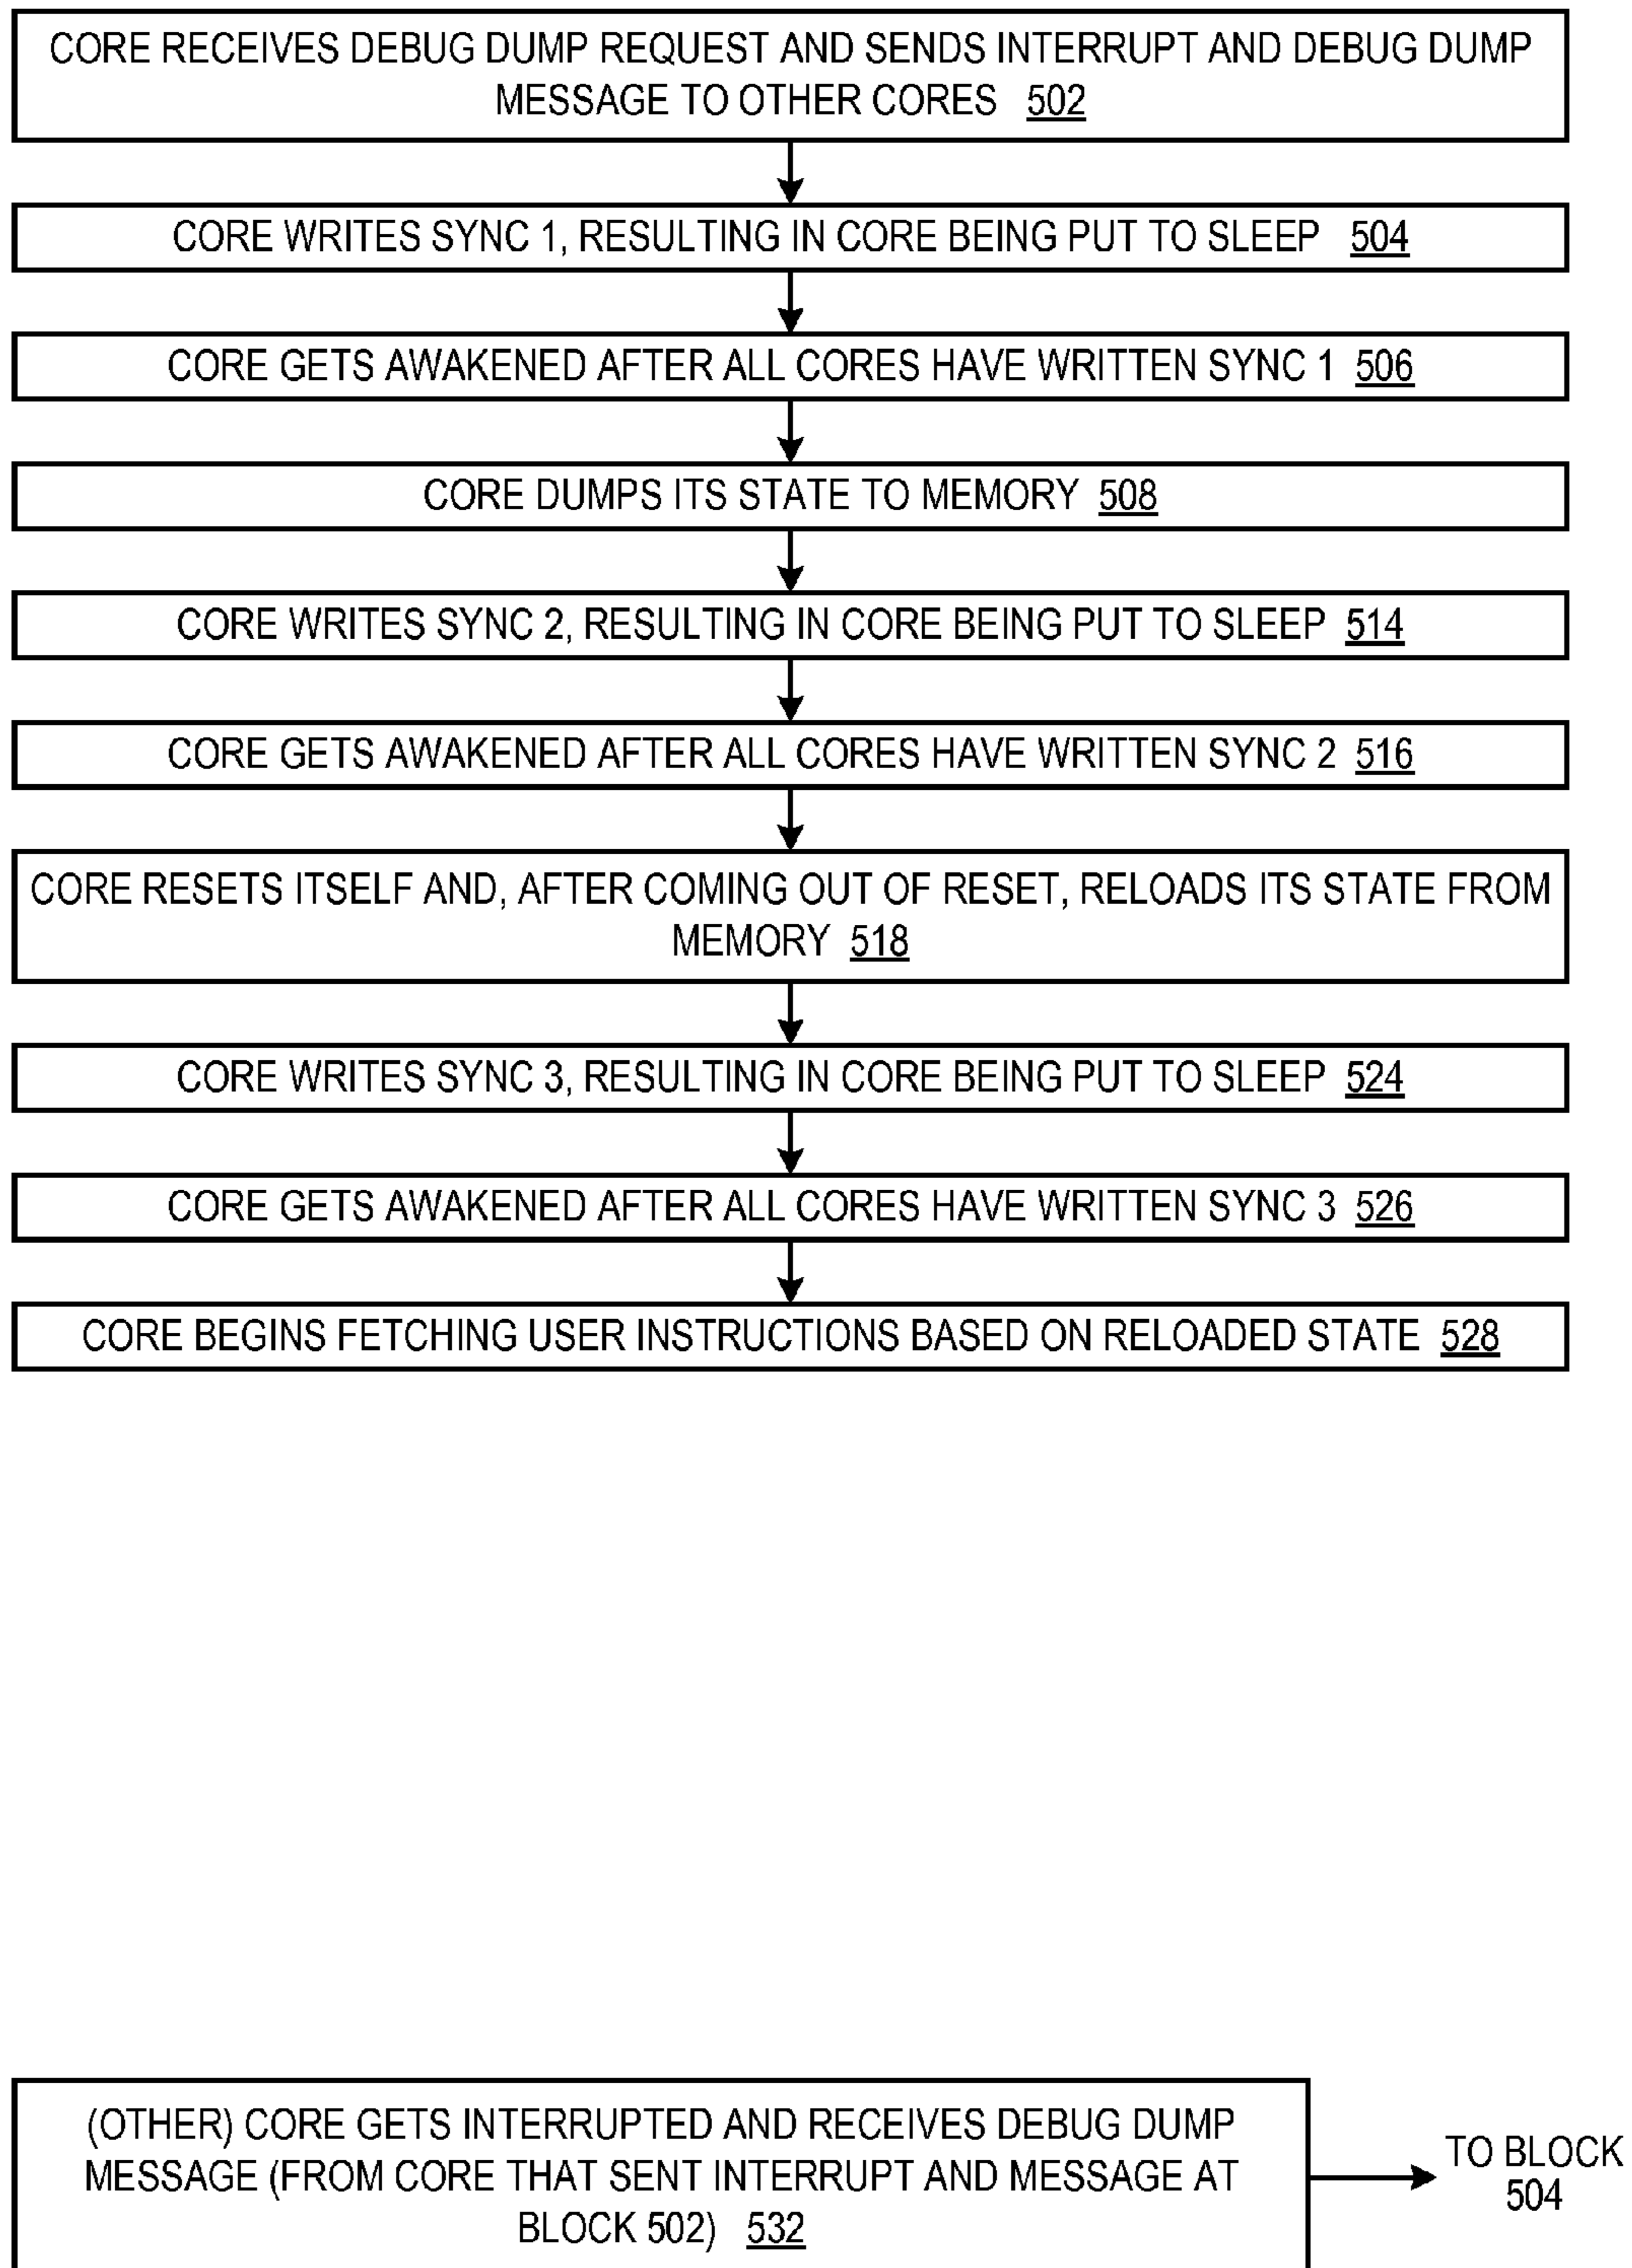 CORE RECEIVES DEBUG DUMP REQUEST AND SENDS INTERRUPT AND DEBUG DUMP
MESSAGE TO OTHER CORES 502
CORE WRITES SYNC 1, RESULTING IN CORE BEING PUT TO SLEEP 504
CORE GETS AWAKENED AFTER ALL CORES HAVE WRITTEN SYNC 1 506
CORE DUMPS ITS STATE TO MEMORY 508
CORE WRITES SYNC 2, RESULTING IN CORE BEING PUT TO SLEEP 514
CORE GETS AWAKENED AFTER ALL CORES HAVE WRITTEN SYNC 2 516
CORE RESETS ITSELF AND, AFTER COMING OUT OF RESET, RELOADS ITS STATE FROM
MEMORY 518
CORE WRITES SYNC 3, RESULTING IN CORE BEING PUT TO SLEEP 524
CORE GETS AWAKENED AFTER ALL CORES HAVE WRITTEN SYNC 3 526
CORE BEGINS FETCHING USER INSTRUCTIONS BASED ON RELOADED STATE 528
(OTHER) CORE GETS INTERRUPTED AND RECEIVES DEBUG DUMP
MESSAGE (FROM CORE THAT SENT INTERRUPT AND MESSAGE AT
BLOCK 502) 532
TO BLOCK
504